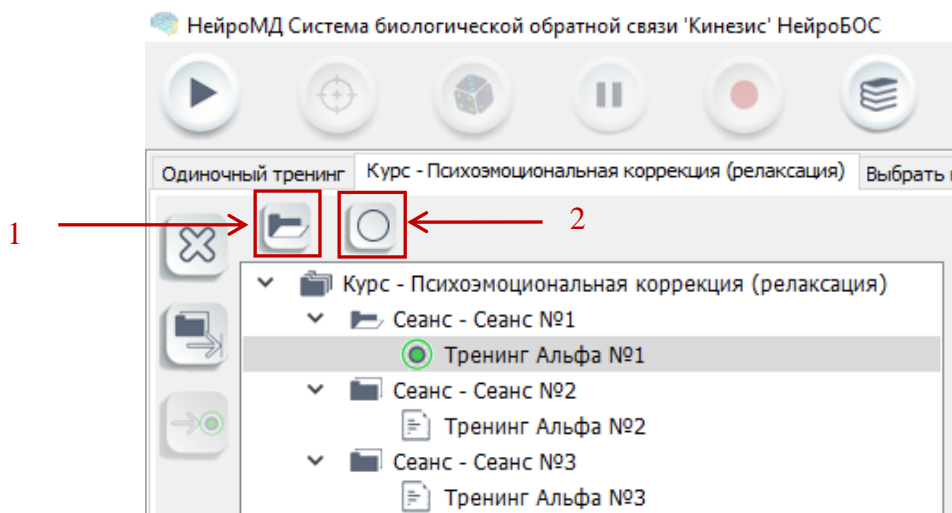 НейроМД Система биологической обратной связи 'Кинезис' НейроБОС
Одиночный тренинг Курс - Психоэмоциональная коррекция (релаксация) Выбрать
1 2
Курс - Психоэмоциональная коррекция (релаксация)
Сеанс - Сеанс №1
Тренинг Альфа №1
Сеанс - Сеанс №2
Тренинг Альфа №2
Сеанс - Сеанс №3
Тренинг Альфа №3